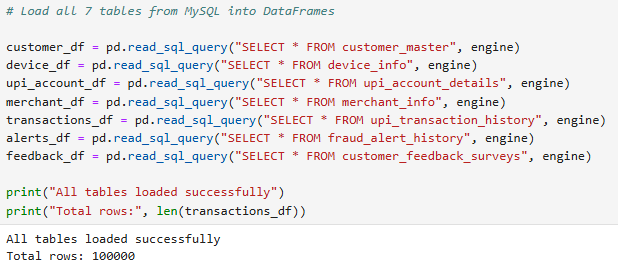 # Load all 7 tables from MySQL into DataFrames
customer_df = pd.read_sql_query("SELECT * FROM customer_master", engine)
device_df = pd.read_sql_query("SELECT * FROM device_info", engine)
upi_account_df = pd.read_sql_query("SELECT * FROM upi_account_details", engine)
merchant_df = pd.read_sql_query("SELECT * FROM merchant_info", engine)
transactions_df = pd.read_sql_query("SELECT * FROM upi_transaction_history", engine)
alerts_df = pd.read_sql_query("SELECT * FROM fraud_alert_history", engine)
feedback_df = pd.read_sql_query("SELECT * FROM customer_feedback_surveys", engine)
print("All tables loaded successfully")
print("Total rows:", len(transactions_df))
All tables loaded successfully
Total rows: 100000